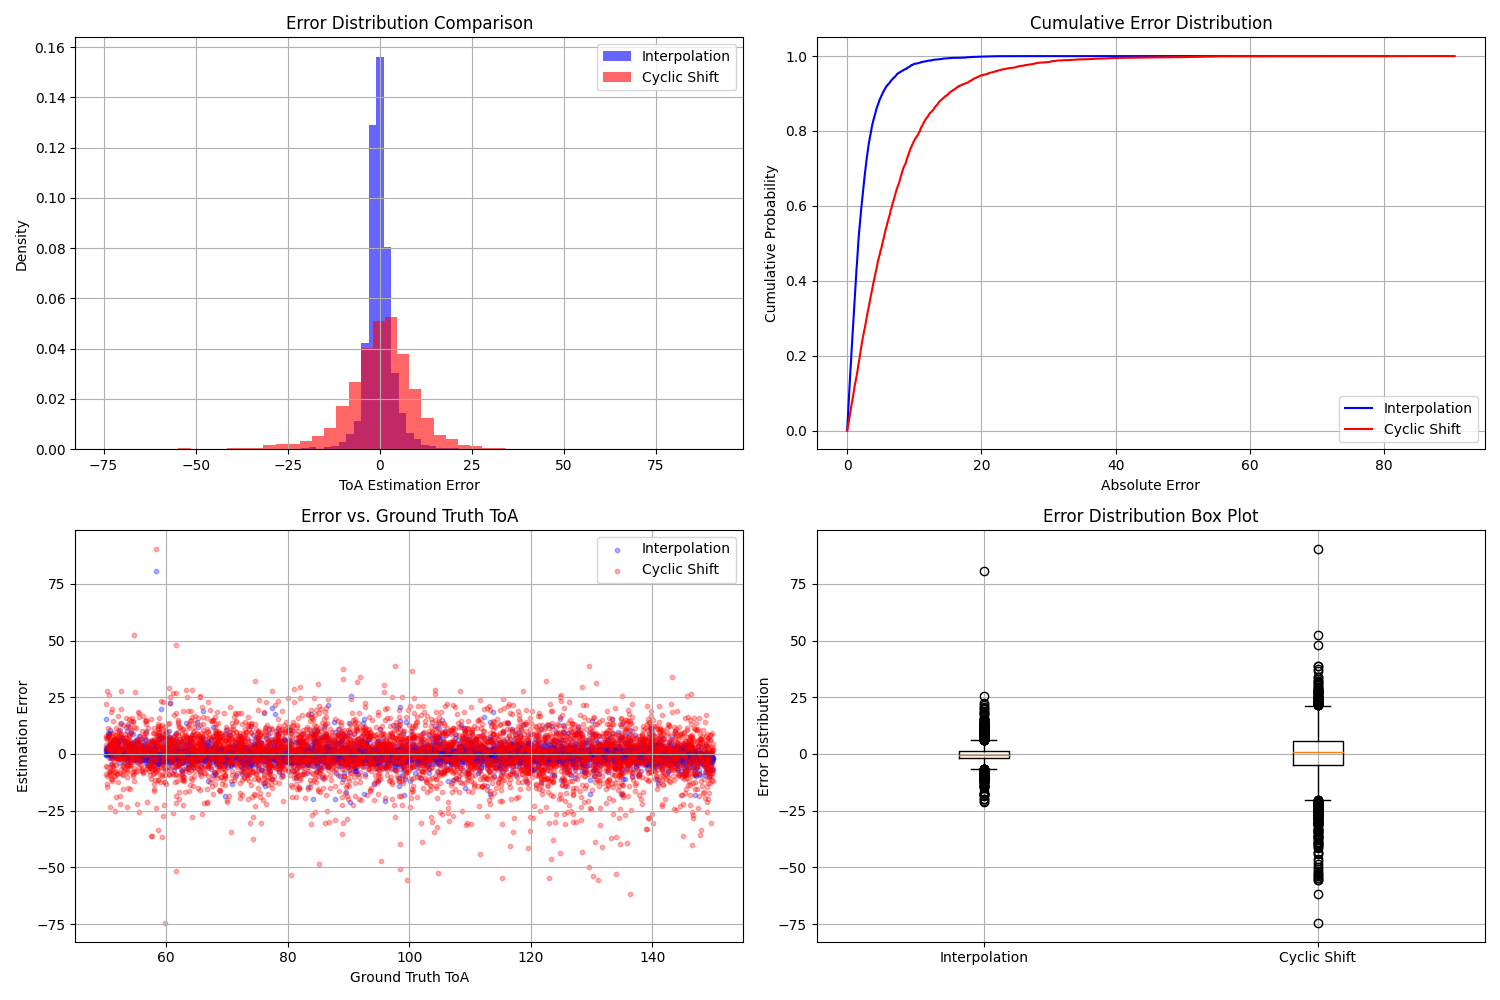 Error Distribution Comparison
0.16
0.14
0.12
0.10
0.08
0.06
0.04
0.02
0.00
Density
Interpolation
Cyclic Shift
−75
−50
−25
0
25
50
75
ToA Estimation Error
Cumulative Error Distribution
1.0
0.8
0.6
0.4
0.2
0.0
Cumulative Probability
Interpolation
Cyclic Shift
0
20
40
60
80
Absolute Error
Error vs. Ground Truth ToA
75
50
25
0
−25
−50
−75
Estimation Error
Interpolation
Cyclic Shift
60
80
100
120
140
Ground Truth ToA
Error Distribution Box Plot
75
50
25
0
−25
−50
−75
Error Distribution
Interpolation
Cyclic Shift